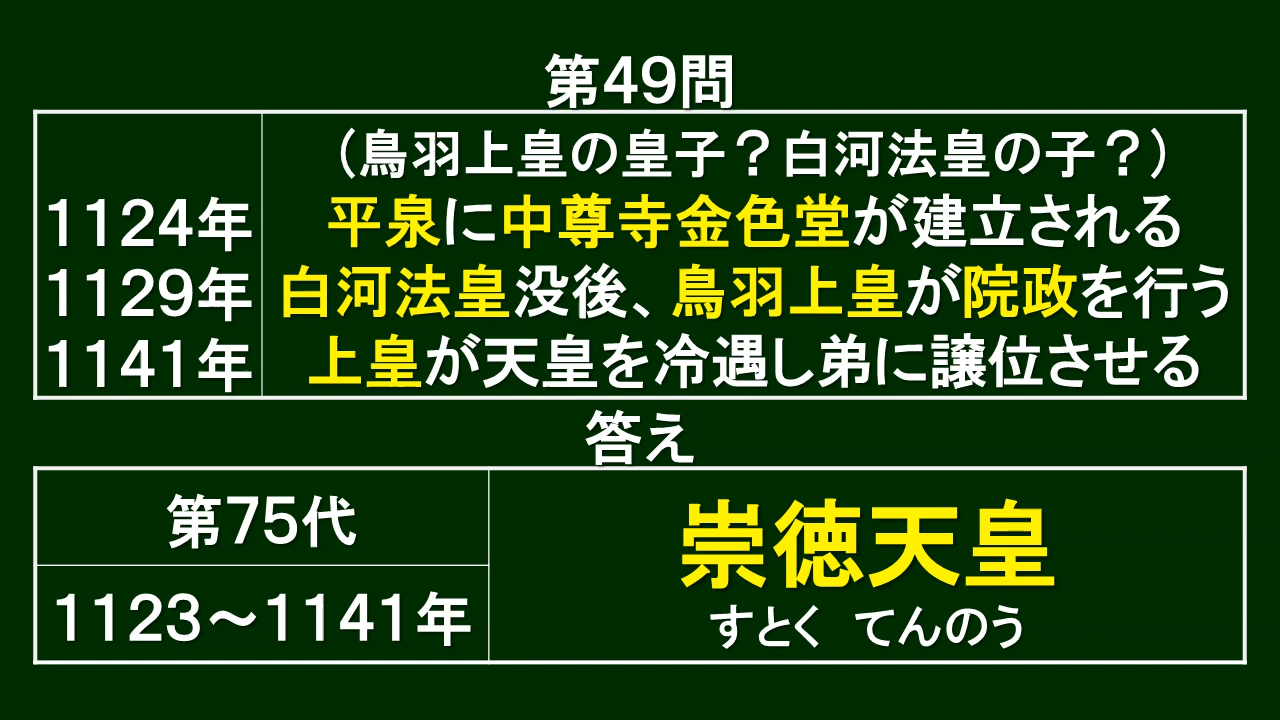 第49問
（鳥羽上皇の皇子？白河法皇の子？）
1124年 平泉に中尊寺金色堂が建立される
1129年 白河法皇没後、鳥羽上皇が院政を行う
1141年 上皇が天皇を冷遇し弟に譲位させる
答え
第75代
1123～1141年
崇徳天皇
すとく　てんのう